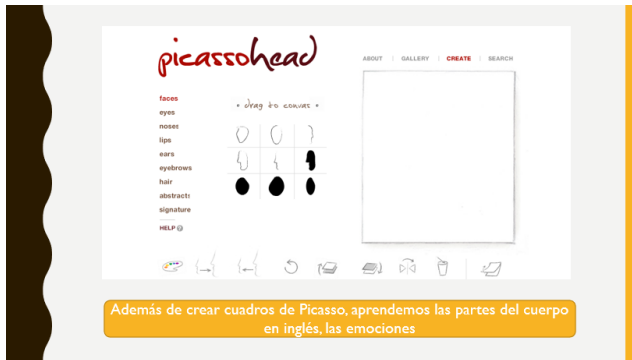 picassohead
ABOUT | GALLERY | CREATE | SEARCH
faces
eyes
noses
lips
ears
eyebrows
hair
abstracts
signature
HELP ?
• drag to canvas •
Además de crear cuadros de Picasso, aprendemos las partes del cuerpo
en inglés, las emociones